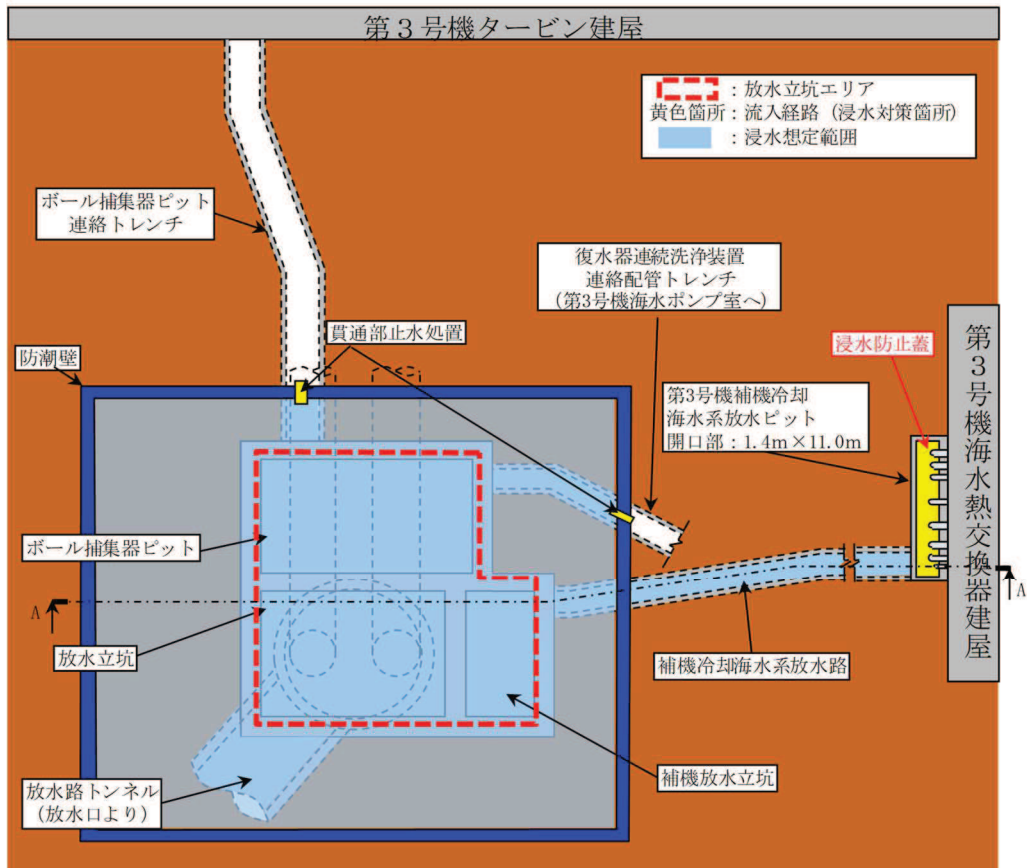 第３号機タービン建屋
：放水立坑エリア
黄色箇所：流入経路（浸水対策箇所）
：浸水想定範囲
ボール捕集器ピット
連絡トレンチ
復水器連続洗浄装置
連絡配管トレンチ
(第3号機海水ポンプ室へ)
貫通部止水処置
防潮壁
浸水防止蓋
第3号機補機冷却
海水系放水ピット
開口部：1.4m×11.0m
第３号機海水熱交換器建屋
ボール捕集器ピット
A
A
放水立坑
補機冷却海水系放水路
放水路トンネル
(放水口より)
補機放水立坑